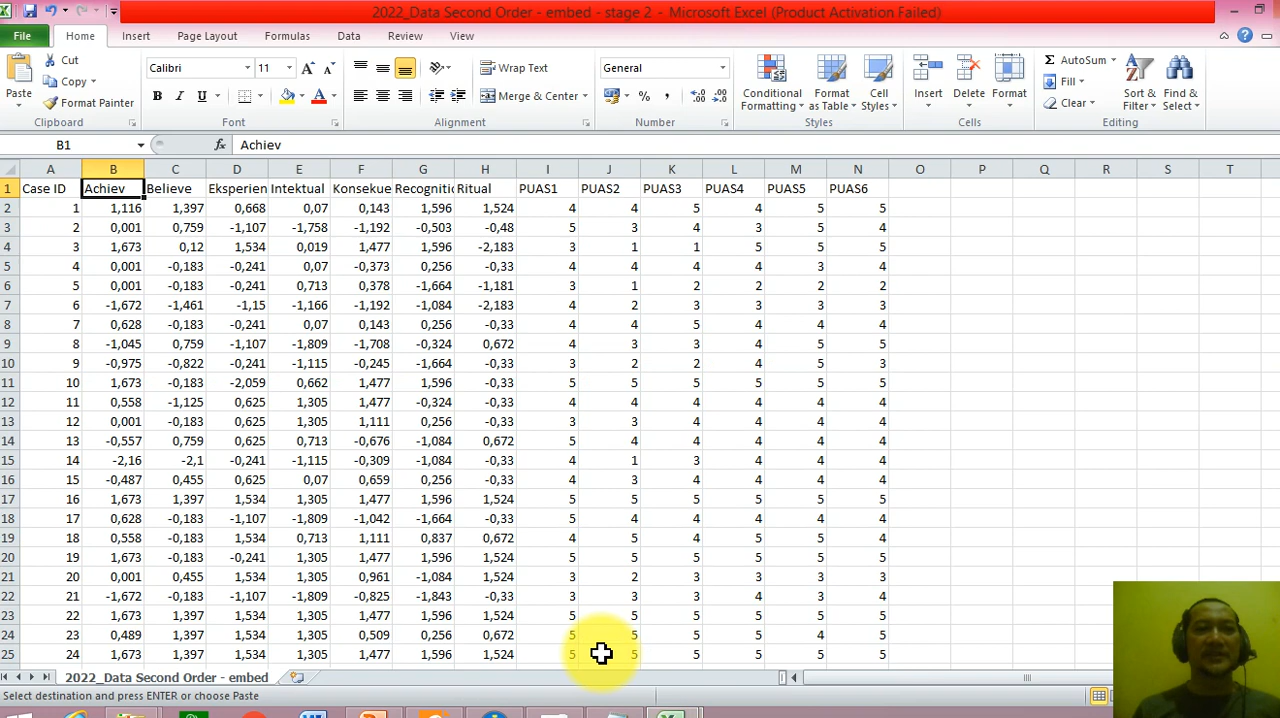 2022_Data Second Order - embed - stage 2 - Microsoft Excel (Product Activation Failed)
File Home Insert Page Layout Formulas Data Review View
Paste Cut Copy Format Painter Clipboard
Calibri 11 B I U A A A Font
Wrap Text Merge & Center Alignment
General % , Number
Conditional Formatting Format as Table Cell Styles Styles
Insert Delete Format Cells
Σ AutoSum Fill Clear Sort & Filter Find & Select Editing
B1 fx Achiev
A B C D E F G H I J K L M N O P Q R S T U
1 Case ID Achiev Believe Eksperien Intektual Konsekue Recognitio Ritual PUAS1 PUAS2 PUAS3 PUAS4 PUAS5 PUAS6
2 1 1,116 1,397 0,668 0,07 0,143 1,596 1,524 4 4 5 4 5 5
3 2 0,001 0,759 -1,107 -1,758 -1,192 -0,503 -0,48 5 3 4 3 5 4
4 3 1,673 0,12 1,534 0,019 1,477 1,596 -2,183 3 1 1 5 5 5
5 4 0,001 -0,183 -0,241 0,07 -0,373 0,256 -0,33 4 4 4 4 3 4
6 5 0,001 -0,183 -0,241 0,713 0,378 -1,664 -1,181 3 1 2 2 2 2
7 6 -1,672 -1,461 -1,15 -1,166 -1,192 -1,084 -2,183 4 2 3 3 3 3
8 7 0,628 -0,183 -0,241 0,07 0,143 0,256 -0,33 4 4 5 4 4 4
9 8 -1,045 0,759 -1,107 -1,809 -1,708 -0,324 0,672 4 3 3 4 5 5
10 9 -0,975 -0,822 -0,241 -1,115 -0,245 -1,664 -0,33 3 2 2 4 5 3
11 10 1,673 -0,183 -2,059 0,662 1,477 1,596 -0,33 5 5 5 5 5 5
12 11 0,558 -1,125 0,625 1,305 1,477 -0,324 -0,33 4 4 4 4 4 4
13 12 0,001 -0,183 0,625 1,305 1,111 0,256 -0,33 3 3 4 4 4 4
14 13 -0,557 0,759 0,625 0,713 -0,676 -1,084 0,672 5 4 4 4 4 4
15 14 -2,16 -2,1 -0,241 -1,115 -0,309 -1,084 -0,33 4 1 3 4 5 4
16 15 -0,487 0,455 0,625 0,07 0,659 0,256 -0,33 4 3 4 4 4 4
17 16 1,673 1,397 1,534 1,305 1,477 1,596 1,524 5 5 5 5 5 5
18 17 0,628 -0,183 -1,107 -1,809 -1,042 -1,664 -0,33 5 4 4 4 4 4
19 18 0,558 -0,183 1,534 0,713 1,111 0,837 0,672 4 5 4 4 4 4
20 19 1,673 -0,183 -0,241 1,305 1,477 1,596 1,524 5 5 5 5 5 5
21 20 0,001 0,455 1,534 1,305 0,961 -1,084 1,524 3 2 3 3 3 3
22 21 -1,672 -0,183 -1,107 -1,809 -0,825 -1,843 -0,33 3 3 3 4 3 4
23 22 1,673 1,397 1,534 1,305 1,477 1,596 1,524 5 5 5 5 5 5
24 23 0,489 1,397 1,534 1,305 0,509 0,256 0,672 5 5 5 5 4 5
25 24 1,673 1,397 1,534 1,305 1,477 1,596 1,524 5 5 5 5 5 5
2022_Data Second Order - embed
Select destination and press ENTER or choose Paste